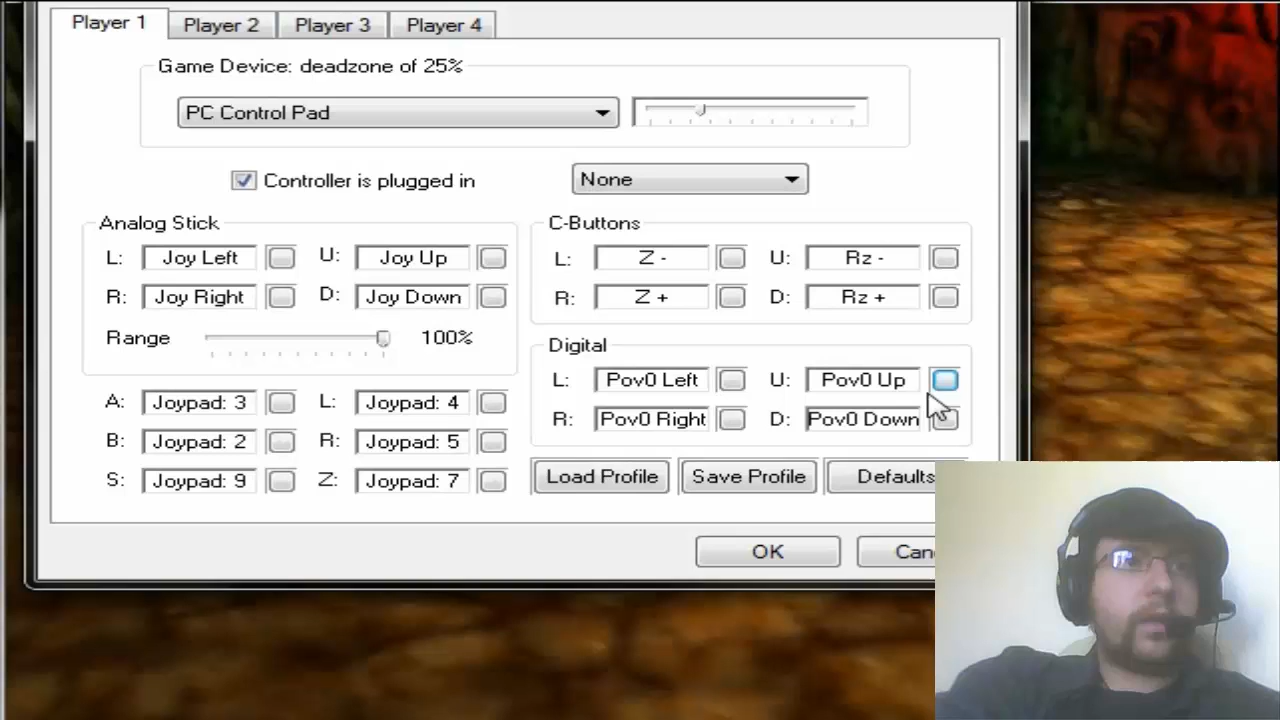 Player 1 Player 2 Player 3 Player 4
Game Device: deadzone of 25%
PC Control Pad
Controller is plugged in None
Analog Stick
L: Joy Left U: Joy Up
R: Joy Right D: Joy Down
Range 100%
C-Buttons
L: Z - U: Rz -
R: Z + D: Rz +
Digital
L: Pov0 Left U: Pov0 Up
R: Pov0 Right D: Pov0 Down
A: Joypad: 3 L: Joypad: 4
B: Joypad: 2 R: Joypad: 5
S: Joypad: 9 Z: Joypad: 7
Load Profile Save Profile Defaults
OK Can